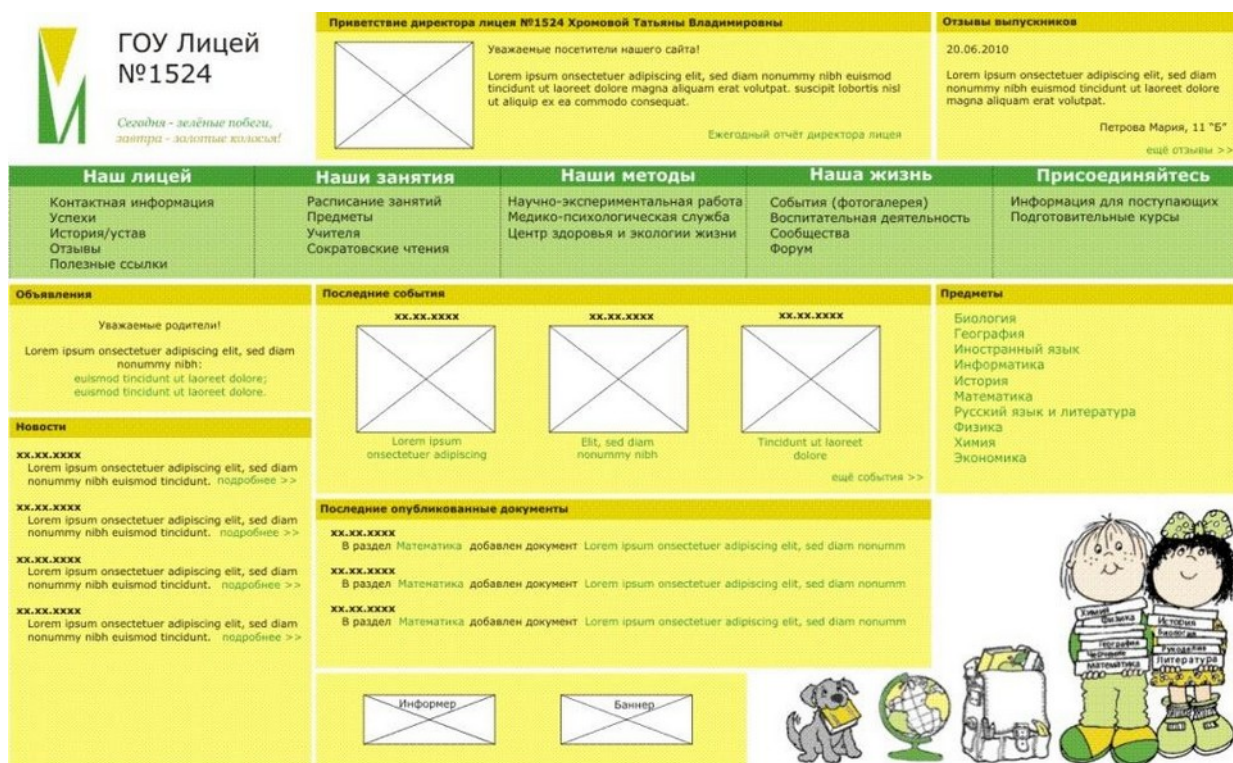 ГОУ Лицей
№1524
Сегодня - зелёные побеги,
завтра - золотые колосья!
Приветствие директора лицея №1524 Хромовой Татьяны Владимировны
Уважаемые посетители нашего сайта!
Lorem ipsum onsectetuer adipiscing elit, sed diam nonummy nibh euismod
tincidunt ut laoreet dolore magna aliquam erat volutpat. suscipit lobortis nisl
ut aliquip ex ea commodo consequat.
Ежегодный отчёт директора лицея
Отзывы выпускников
20.06.2010
Lorem ipsum onsectetuer adipiscing elit, sed diam
nonummy nibh euismod tincidunt ut laoreet dolore
magna aliquam erat volutpat.
Петрова Мария, 11 "Б"
ещё отзывы >>
Наш лицей
Контактная информация
Успехи
История/устав
Отзывы
Полезные ссылки
Наши занятия
Расписание занятий
Предметы
Учителя
Сократовские чтения
Наши методы
Научно-экспериментальная работа
Медико-психологическая служба
Центр здоровья и экологии жизни
Наша жизнь
События (фотогалерея)
Воспитательная деятельность
Сообщества
Форум
Присоединяйтесь
Информация для поступающих
Подготовительные курсы
Объявления
Уважаемые родители!
Lorem ipsum onsectetuer adipiscing elit, sed diam
nonummy nibh:
euismod tincidunt ut laoreet dolore;
euismod tincidunt ut laoreet dolore.
Новости
xx.xx.xxxx
Lorem ipsum onsectetuer adipiscing elit, sed diam
nonummy nibh euismod tincidunt. подробнее >>
xx.xx.xxxx
Lorem ipsum onsectetuer adipiscing elit, sed diam
nonummy nibh euismod tincidunt. подробнее >>
xx.xx.xxxx
Lorem ipsum onsectetuer adipiscing elit, sed diam
nonummy nibh euismod tincidunt. подробнее >>
xx.xx.xxxx
Lorem ipsum onsectetuer adipiscing elit, sed diam
nonummy nibh euismod tincidunt. подробнее >>
Последние события
xx.xx.xxxx
Lorem ipsum
onsectetuer adipiscing
xx.xx.xxxx
Elit, sed diam
nonummy nibh
xx.xx.xxxx
Tincidunt ut laoreet
dolore
ещё события >>
Последние опубликованные документы
xx.xx.xxxx
В раздел Математика добавлен документ Lorem ipsum onsectetuer adipiscing elit, sed diam nonumm
xx.xx.xxxx
В раздел Математика добавлен документ Lorem ipsum onsectetuer adipiscing elit, sed diam nonumm
xx.xx.xxxx
В раздел Математика добавлен документ Lorem ipsum onsectetuer adipiscing elit, sed diam nonumm
Информер
Баннер
Предметы
Биология
География
Иностранный язык
Информатика
История
Математика
Русский язык и литература
Физика
Химия
Экономика
Химия
Физика
География
Черчение
Математика
История
Биология
Рукоделие
Литература